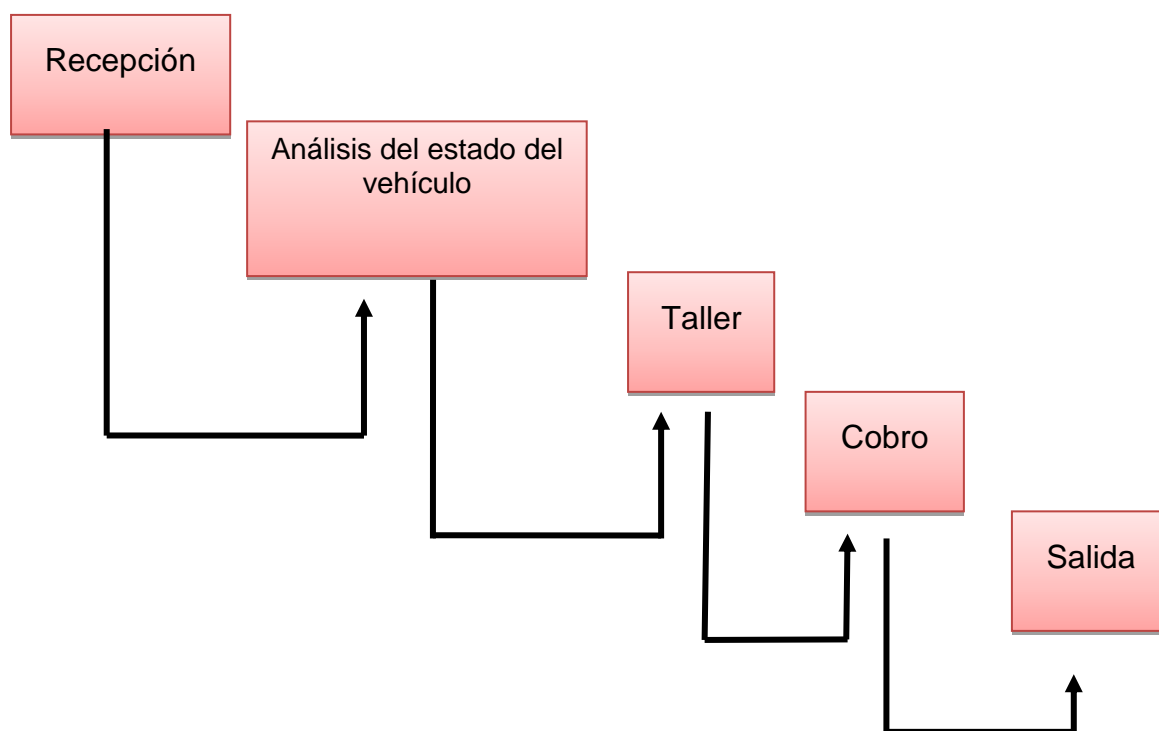 Recepción
Análisis del estado del
vehículo
Taller
Cobro
Salida